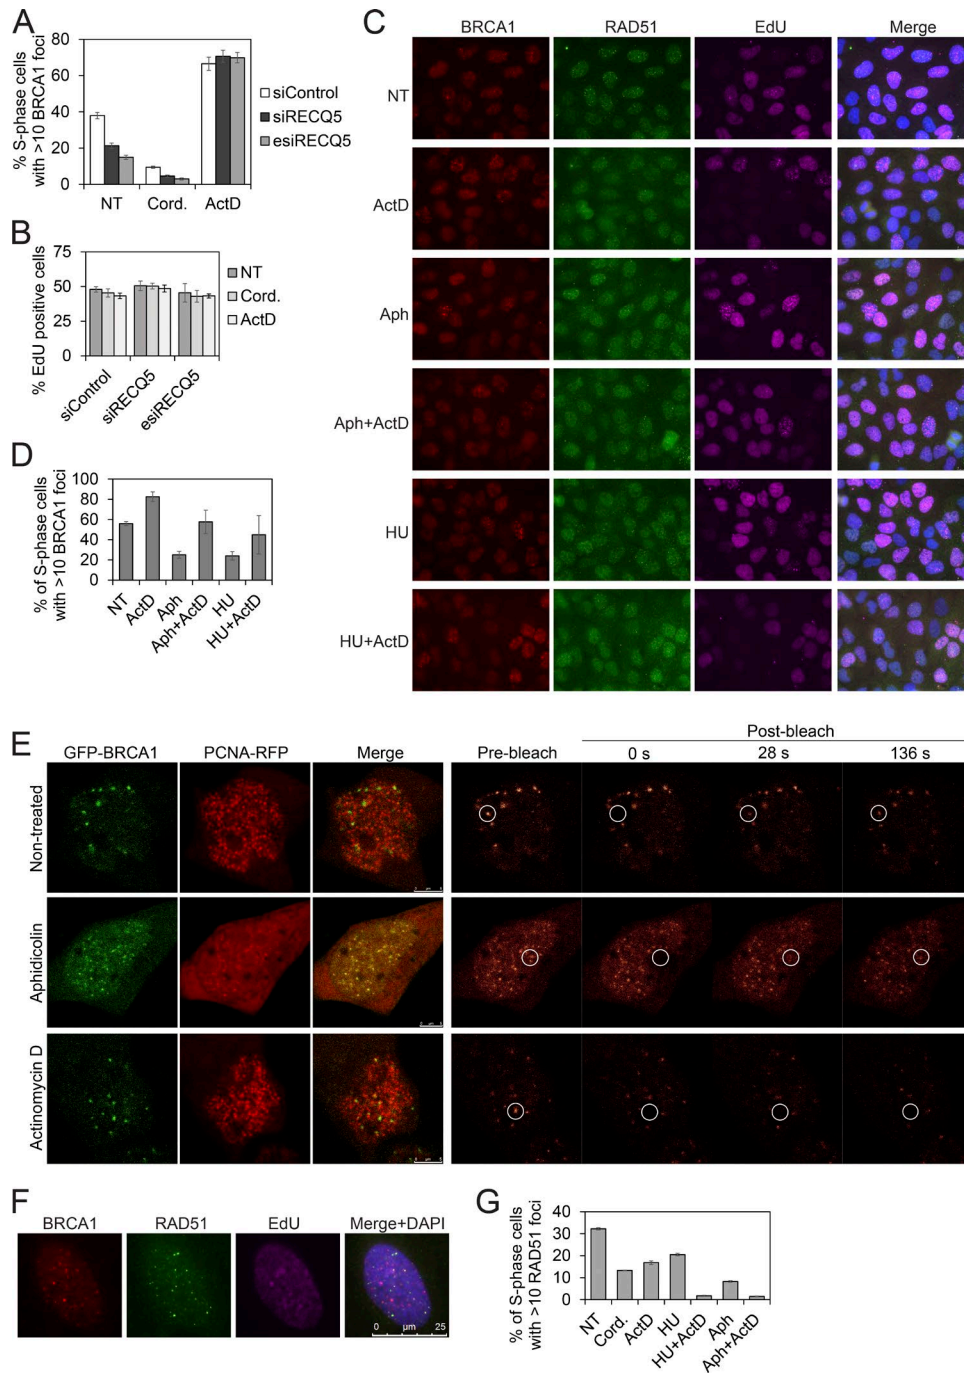 A
% S-phase cells
with >10 BRCA1 foci
80
60
40
20
0
NT
Cord.
ActD
siControl
siRECQ5
esiRECQ5
B
% EdU positive cells
75
50
25
0
siControl
siRECQ5
esiRECQ5
NT
Cord.
ActD
C
BRCA1
RAD51
EdU
Merge
NT
ActD
Aph
Aph+ActD
HU
HU+ActD
D
% of S-phase cells
with >10 BRCA1 foci
100
80
60
40
20
0
NT
ActD
Aph
Aph+ActD
HU
HU+ActD
E
GFP-BRCA1
PCNA-RFP
Merge
Pre-bleach
Post-bleach
0 s
28 s
136 s
Non-treated
Aphidicolin
Actinomycin D
F
BRCA1
RAD51
EdU
Merge+DAPI
0 µm 25
G
% of S-phase cells
with >10 RAD51 foci
40
30
20
10
0
NT
Cord.
ActD
HU
HU+ActD
Aph
Aph+ActD